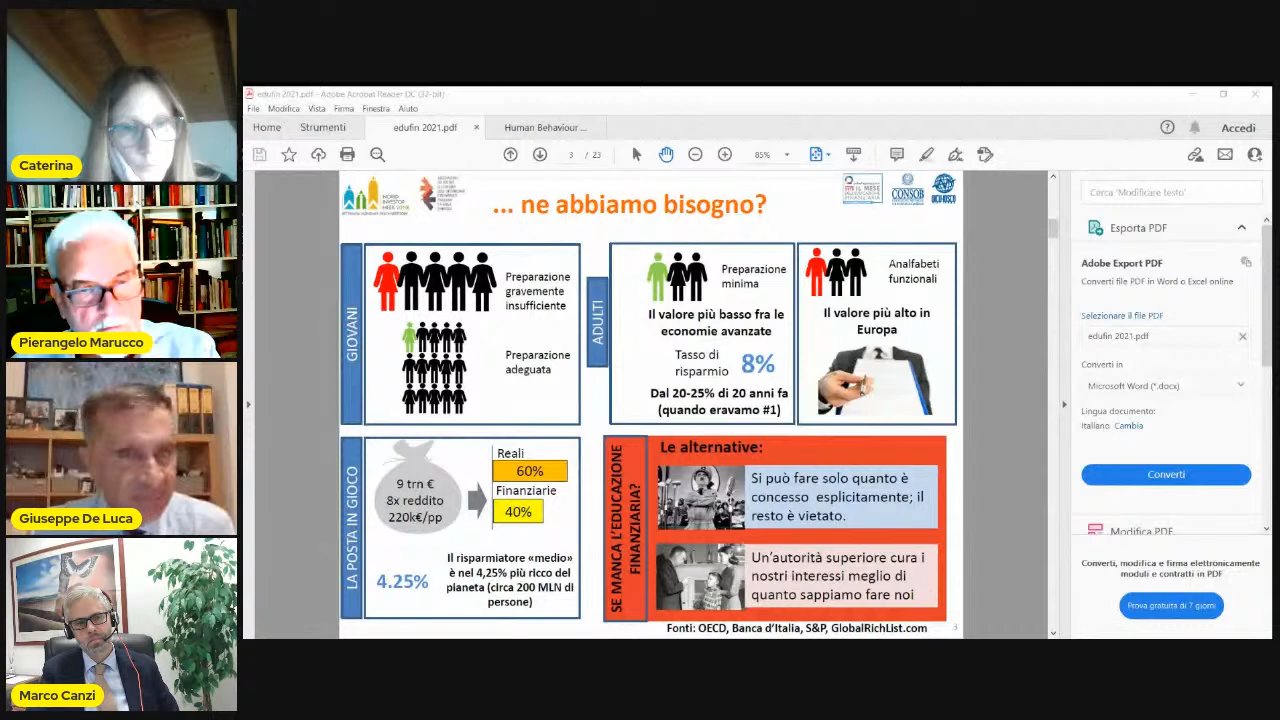 Caterina
Pierangelo Marucco
Giuseppe De Luca
Marco Canzi
edufin 2021.pdf - Adobe Acrobat Reader DC (32-bit)
File Modifica Vista Firma Finestra Aiuto
Home Strumenti edufin 2021.pdf × Human Behaviour ... Accedi
3 / 23 85%
... ne abbiamo bisogno?
IL MESE
CONSOB
GIOVANI
Preparazione
gravemente
insufficiente
Preparazione
adeguata
ADULTI
Preparazione
minima
Il valore più basso fra le
economie avanzate
Tasso di
risparmio 8%
Dal 20-25% di 20 anni fa
(quando eravamo #1)
Analfabeti
funzionali
Il valore più alto in
Europa
LA POSTA IN GIOCO
9 trn €
8x reddito
220k€/pp
Reali
60%
Finanziarie
40%
4.25%
Il risparmiatore «medio»
è nel 4,25% più ricco del
pianeta (circa 200 MLN di
persone)
SE MANCA L'EDUCAZIONE
FINANZIARIA?
Le alternative:
Si può fare solo quanto è
concesso esplicitamente; il
resto è vietato.
Un'autorità superiore cura i
nostri interessi meglio di
quanto sappiamo fare noi
Fonti: OECD, Banca d'Italia, S&P, GlobalRichList.com
3
Cerca 'Modificare testo'
Esporta PDF
Adobe Export PDF
Converti file PDF in Word o Excel online
Selezionare il file PDF
edufin 2021.pdf
Converti in
Microsoft Word (*.docx)
Lingua documento:
Italiano Cambia
Converti
Modifica PDF
Converti, modifica e firma elettronicamente
moduli e contratti in PDF
Prova gratuita di 7 giorni